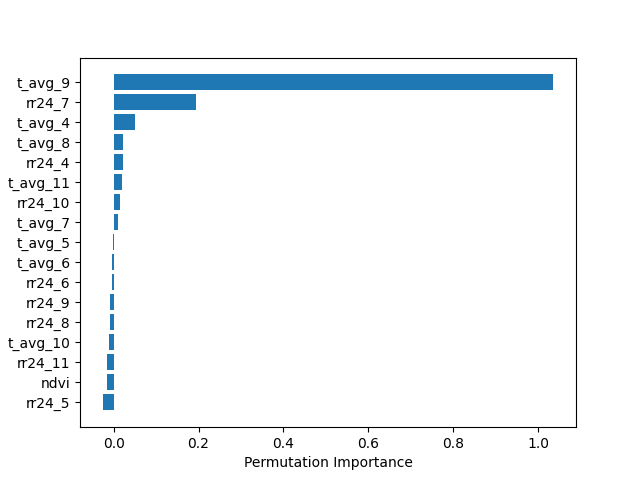 t_avg_9
rr24_7
t_avg_4
t_avg_8
rr24_4
t_avg_11
rr24_10
t_avg_7
t_avg_5
t_avg_6
rr24_6
rr24_9
rr24_8
t_avg_10
rr24_11
ndvi
rr24_5
0.0 0.2 0.4 0.6 0.8 1.0
Permutation Importance